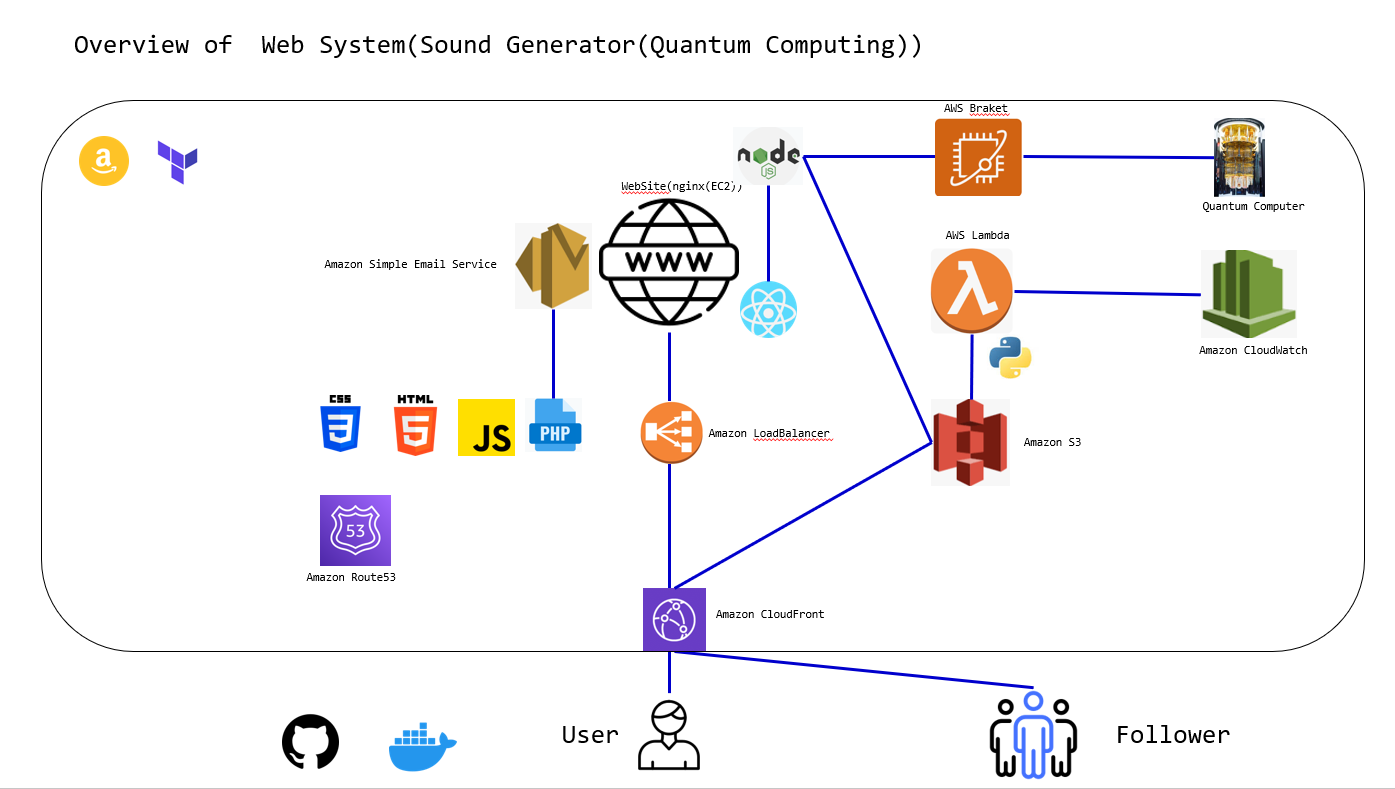 Overview of  Web System(Sound Generator(Quantum Computing))
AWS Braket
a
node
JS
WebSite(nginx(EC2))
Quantum Computer
AWS Lambda
Amazon Simple Email Service
WWW
λ
Amazon CloudWatch
CSS
3
HTML
5
JS
PHP
Amazon LoadBalancer
Amazon S3
53
Amazon Route53
Amazon CloudFront
User
Follower